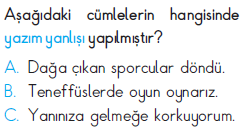 Aşağıdaki cümlelerin hangisinde
yazım yanlışı yapılmıştır?
A. Dağa çıkan sporcular döndü.
B. Teneffüslerde oyun oynarız.
C. Yanınıza gelmeğe korkuyorum.